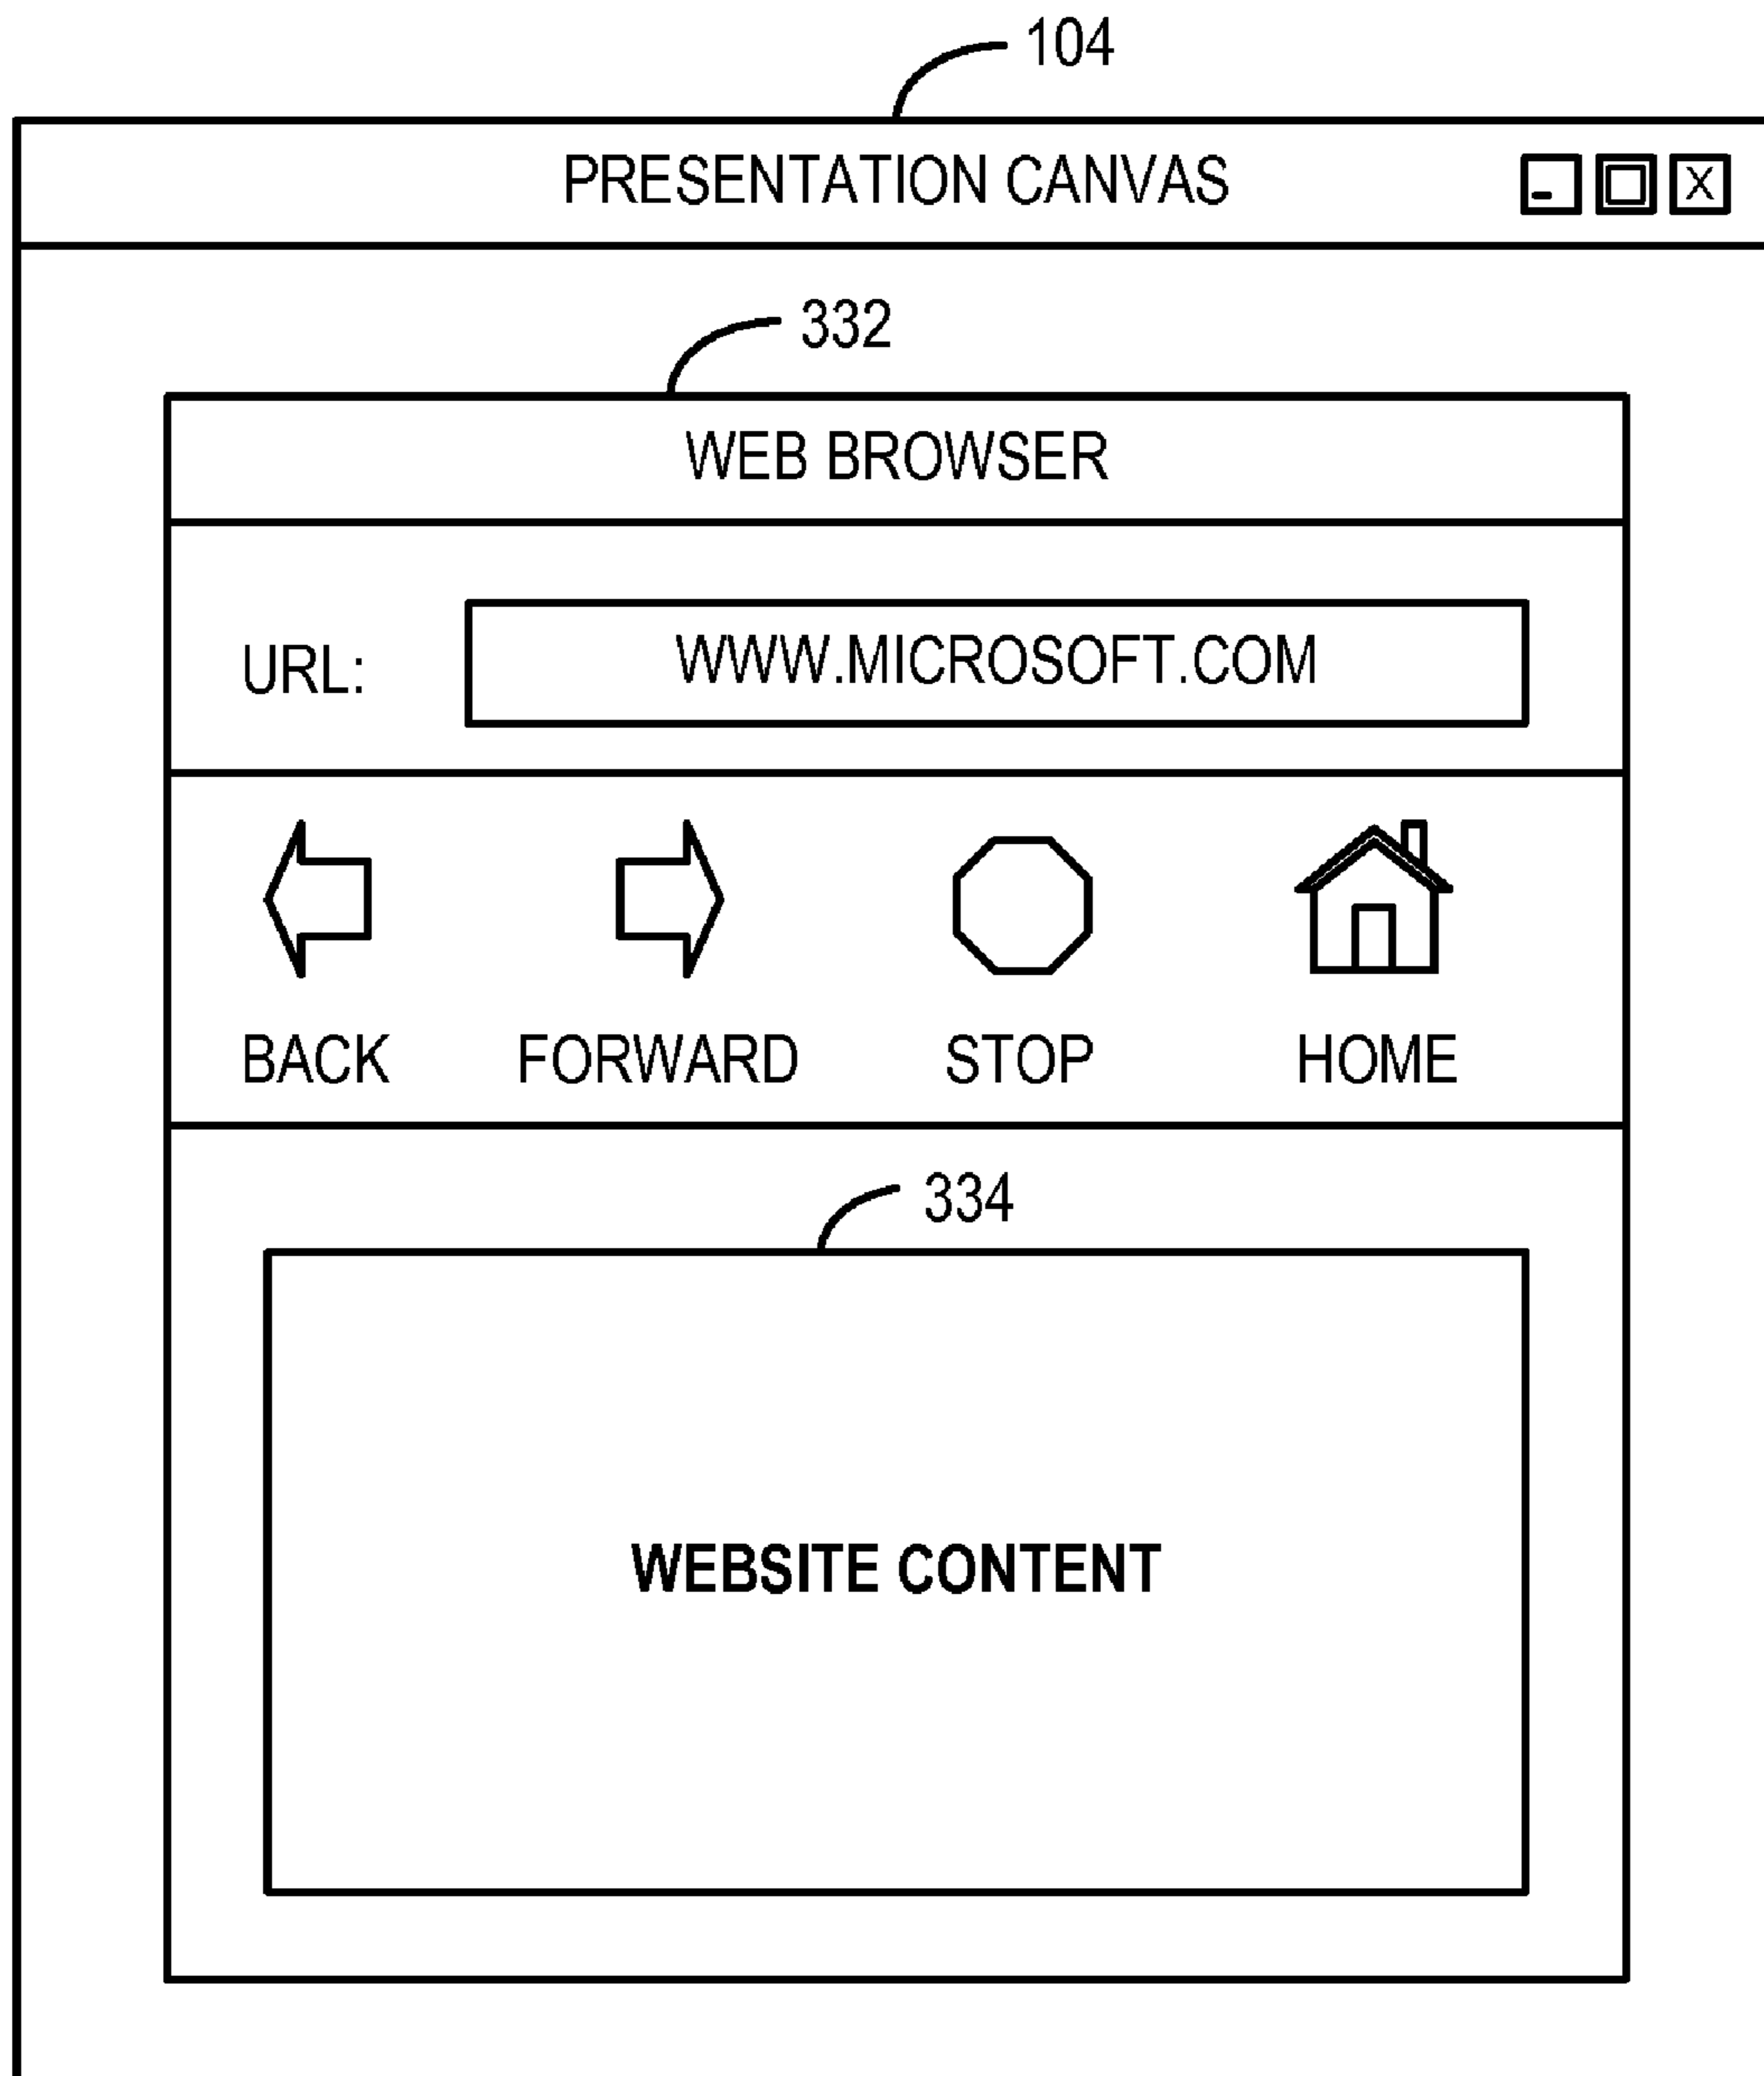 104
PRESENTATION CANVAS - X
332
WEB BROWSER
URL: WWW.MICROSOFT.COM
BACK FORWARD STOP HOME
334
WEBSITE CONTENT